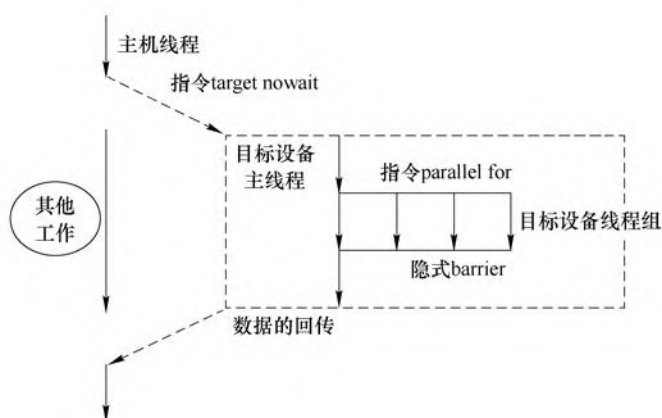 主机线程
指令target nowait
目标设备
主线程
指令parallel for
其他
工作
目标设备线程组
隐式barrier
数据的回传